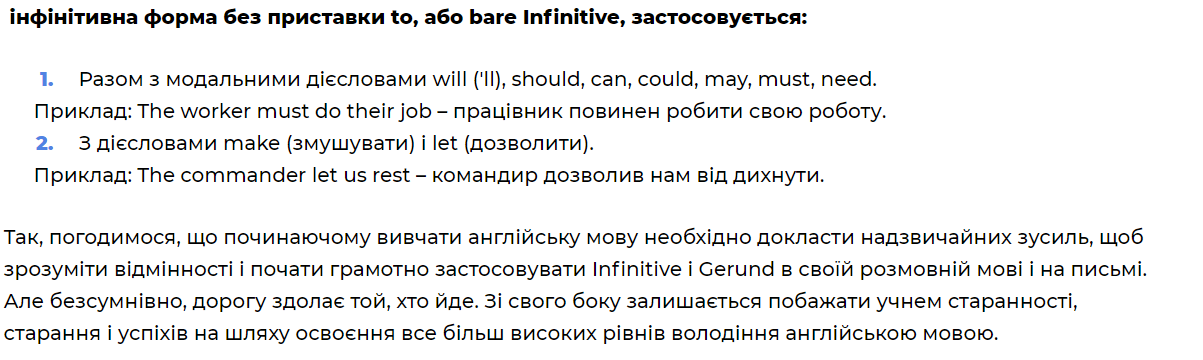 інфінітивна форма без приставки to, або bare Infinitive, застосовується:
1. Разом з модальними дієсловами will ('ll), should, can, could, may, must, need.
Приклад: The worker must do their job – працівник повинен робити свою роботу.
2. З дієсловами make (змушувати) і let (дозволити).
Приклад: The commander let us rest – командир дозволив нам від дихнути.
Так, погодимося, що починаючому вивчати англійську мову необхідно докласти надзвичайних зусиль, щоб
зрозуміти відмінності і почати грамотно застосовувати Infinitive і Gerund в своїй розмовній мові і на письмі.
Але безсумнівно, дорогу здолає той, хто йде. Зі свого боку залишається побажати учнем старанності,
старання і успіхів на шляху освоєння все більш високих рівнів володіння англійською мовою.